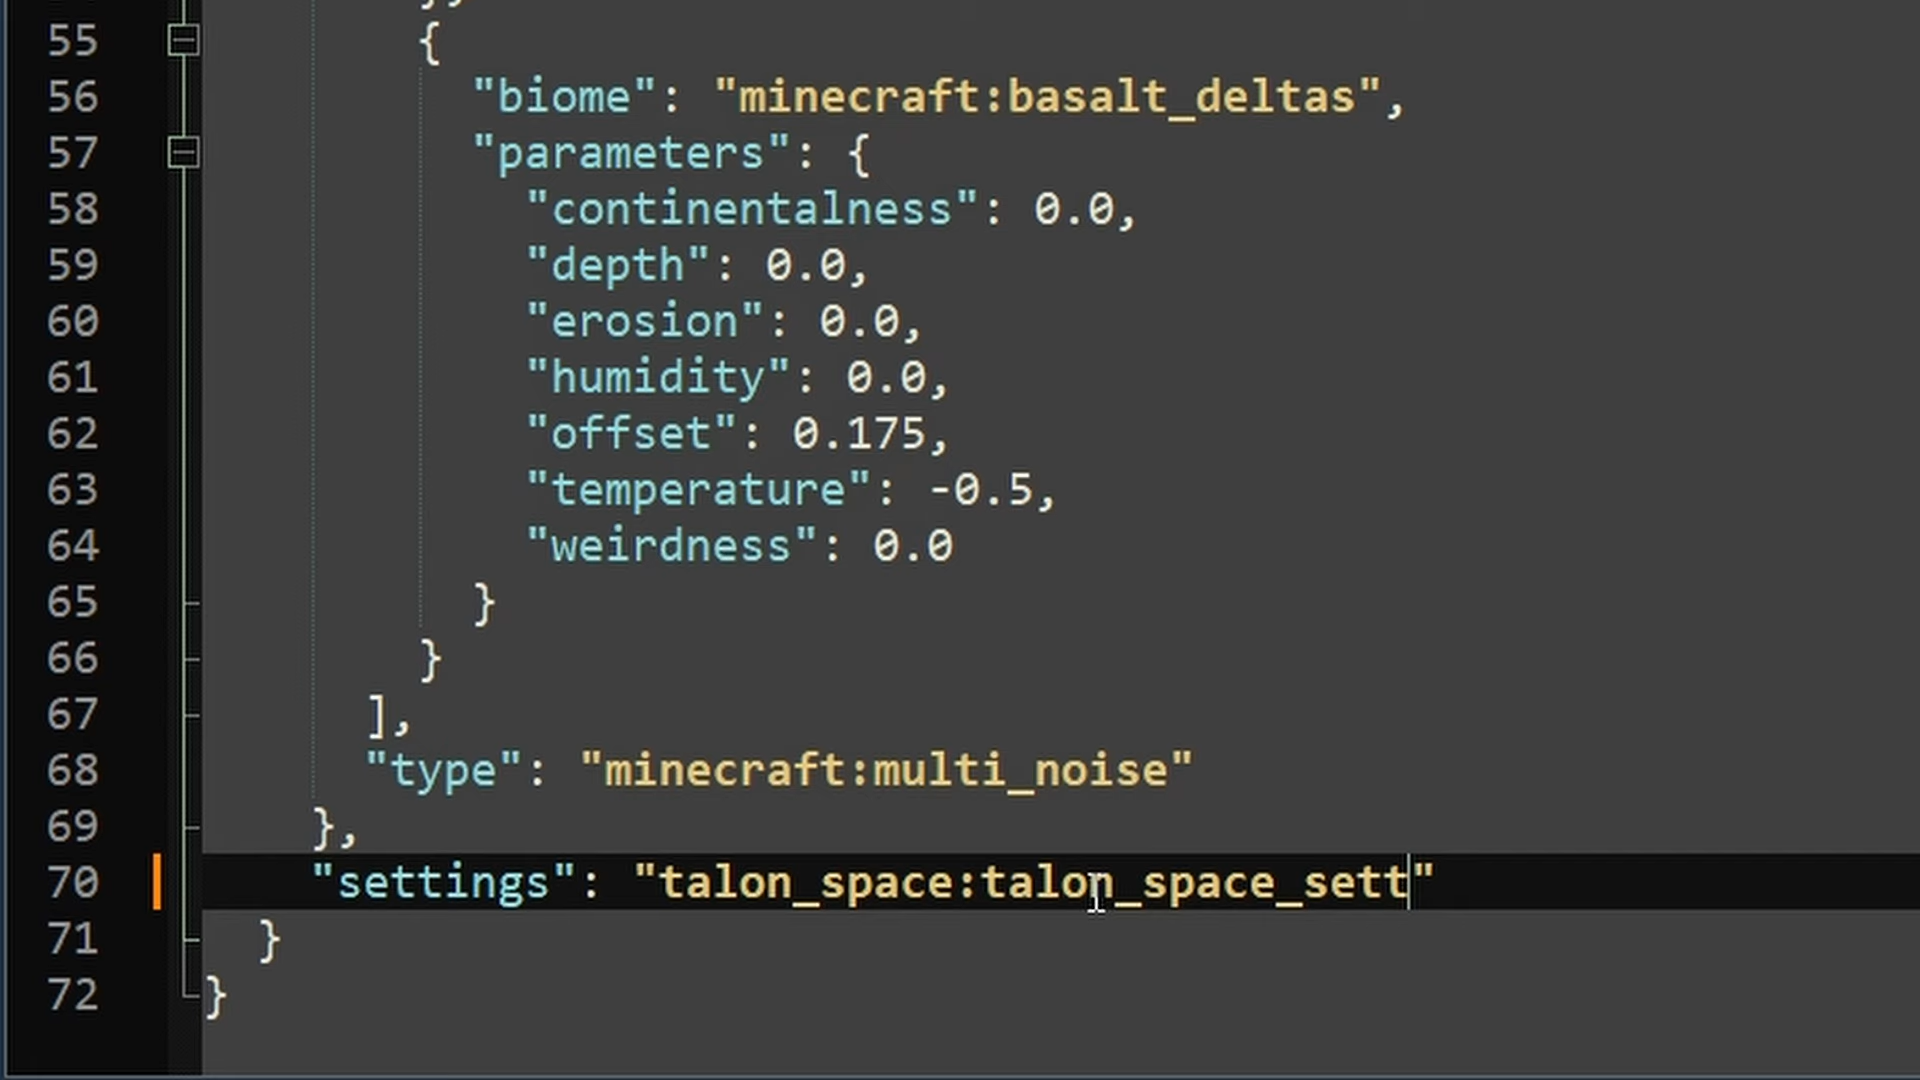 55 {
56 "biome": "minecraft:basalt_deltas",
57 "parameters": {
58 "continentalness": 0.0,
59 "depth": 0.0,
60 "erosion": 0.0,
61 "humidity": 0.0,
62 "offset": 0.175,
63 "temperature": -0.5,
64 "weirdness": 0.0
65 }
66 }
67 ],
68 "type": "minecraft:multi_noise"
69 },
70 "settings": "talon_space:talon_space_sett"
71 }
72 }